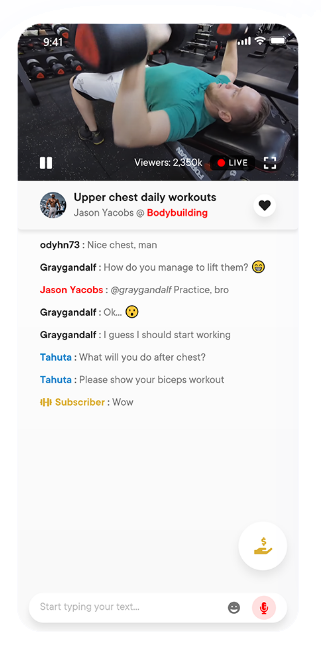 9:41
Viewers: 2,350k LIVE
Upper chest daily workouts
Jason Yacobs @ Bodybuilding
odyhn73 : Nice chest, man
Graygandalf : How do you manage to lift them? 😁
Jason Yacobs : @graygandalf Practice, bro
Graygandalf : Ok... 😮
Graygandalf : I guess I should start working
Tahuta : What will you do after chest?
Tahuta : Please show your biceps workout
Subscriber : Wow
$
Start typing your text...